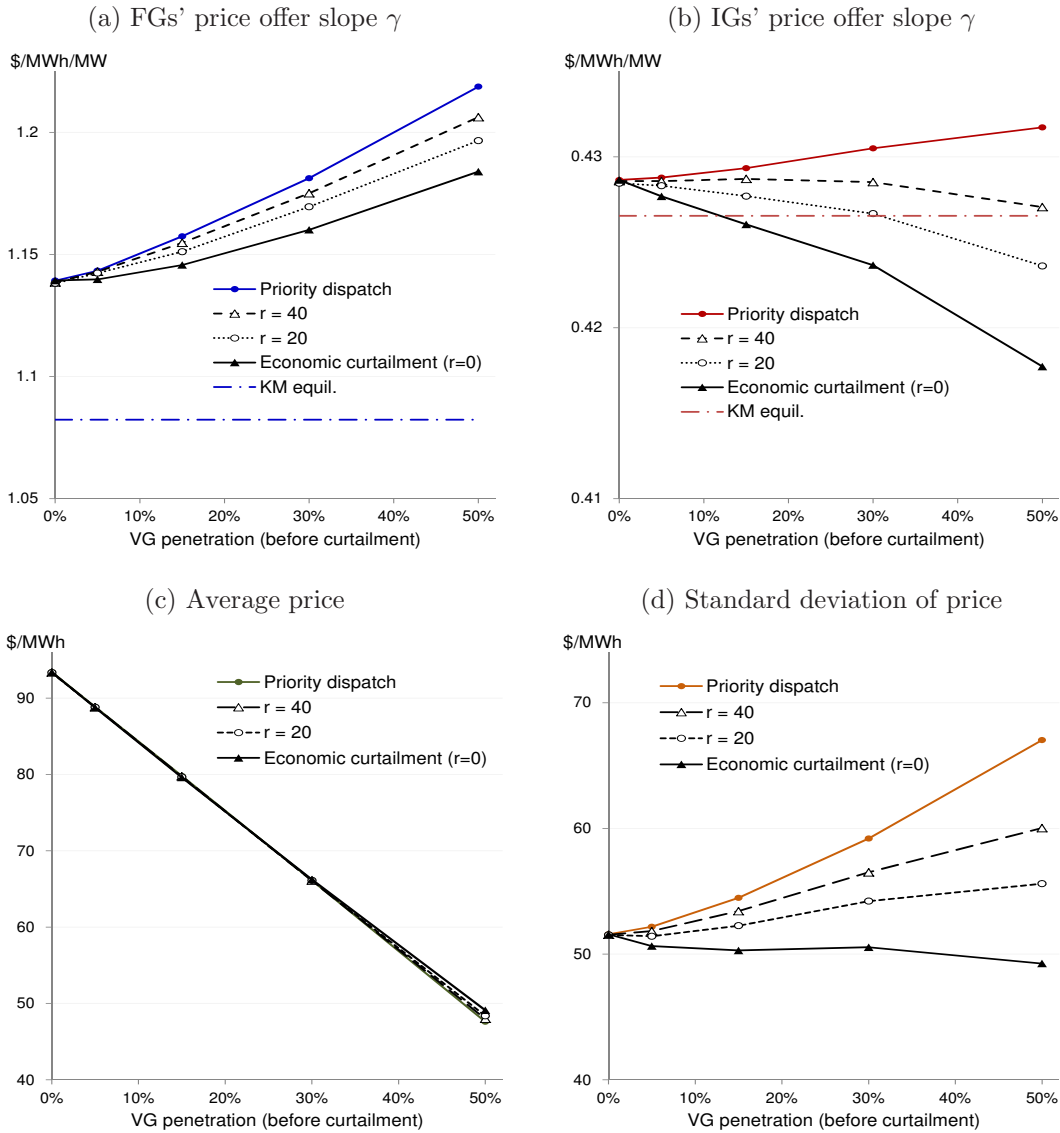 (a) FGs' price offer slope γ
$/MWh/MW
1.2
1.15
1.1
1.05
Priority dispatch
r = 40
r = 20
Economic curtailment (r=0)
KM equil.
0% 10% 20% 30% 40% 50%
VG penetration (before curtailment)
(b) IGs' price offer slope γ
$/MWh/MW
0.43
0.42
0.41
Priority dispatch
r = 40
r = 20
Economic curtailment (r=0)
KM equil.
0% 10% 20% 30% 40% 50%
VG penetration (before curtailment)
(c) Average price
$/MWh
90
80
70
60
50
40
Priority dispatch
r = 40
r = 20
Economic curtailment (r=0)
0% 10% 20% 30% 40% 50%
VG penetration (before curtailment)
(d) Standard deviation of price
$/MWh
70
60
50
40
Priority dispatch
r = 40
r = 20
Economic curtailment (r=0)
0% 10% 20% 30% 40% 50%
VG penetration (before curtailment)